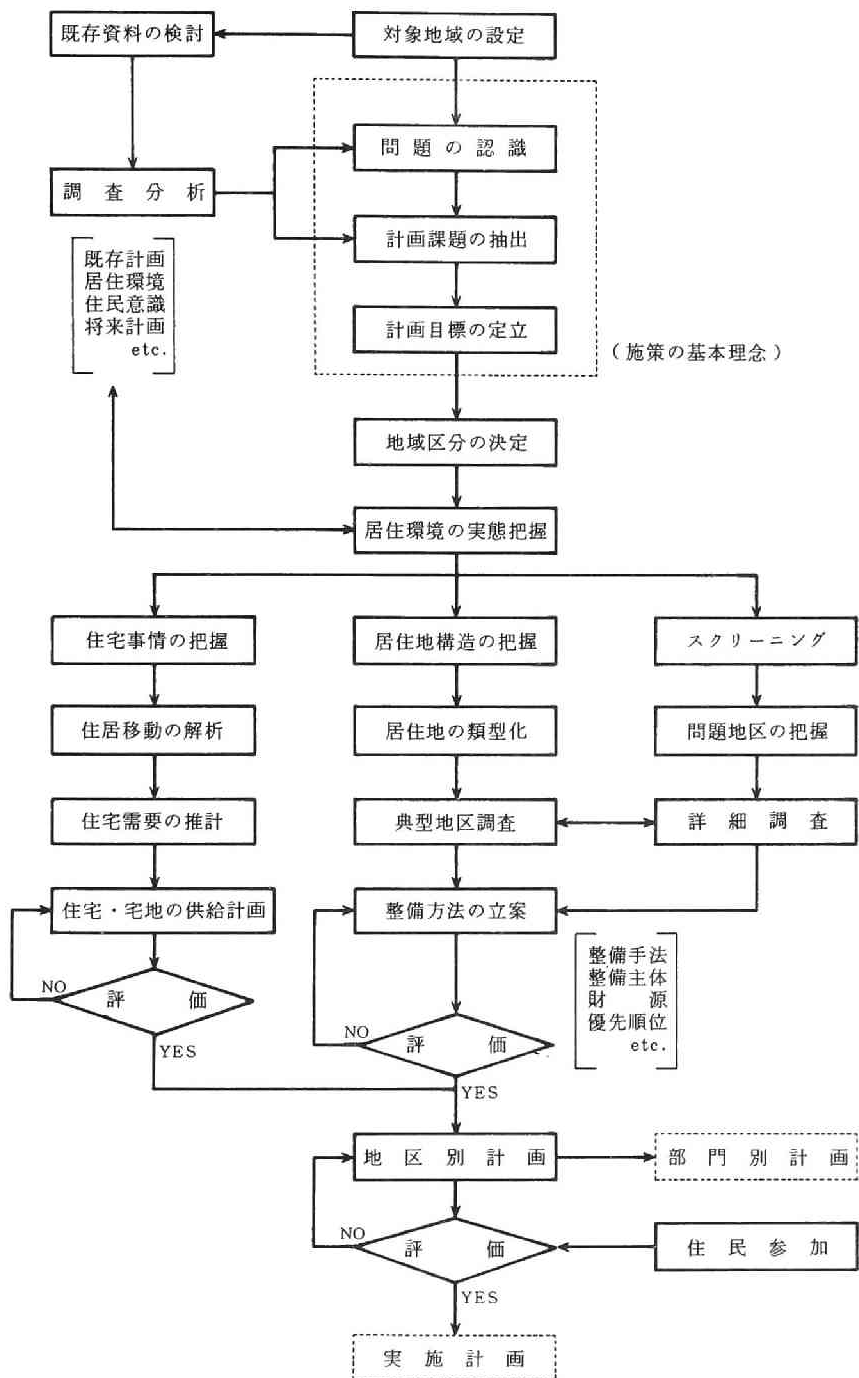 既存資料の検討
対象地域の設定
問題の認識
調査分析
計画課題の抽出
既存計画
居住環境
住民意識
将来計画
etc.
計画目標の定立
(施策の基本理念)
地域区分の決定
居住環境の実態把握
住宅事情の把握
居住地構造の把握
スクリーニング
住居移動の解析
居住地の類型化
問題地区の把握
住宅需要の推計
典型地区調査
詳細調査
住宅・宅地の供給計画
整備方法の立案
整備手法
整備主体
財源
優先順位
etc.
NO
評価
YES
NO
評価
YES
地区別計画
部門別計画
NO
評価
住民参加
YES
実施計画